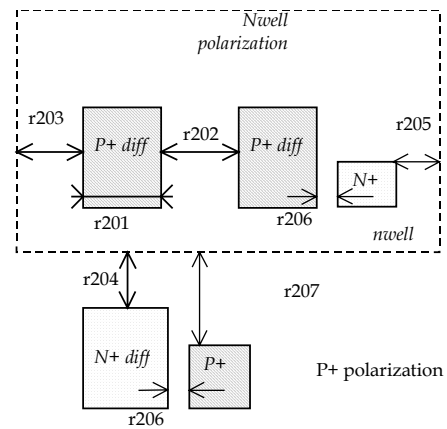 Nwell
polarization
r203
P+ diff
r202
P+ diff
r205
N+
r201
r206
nwell
r204
r207
N+ diff
P+
P+ polarization
r206